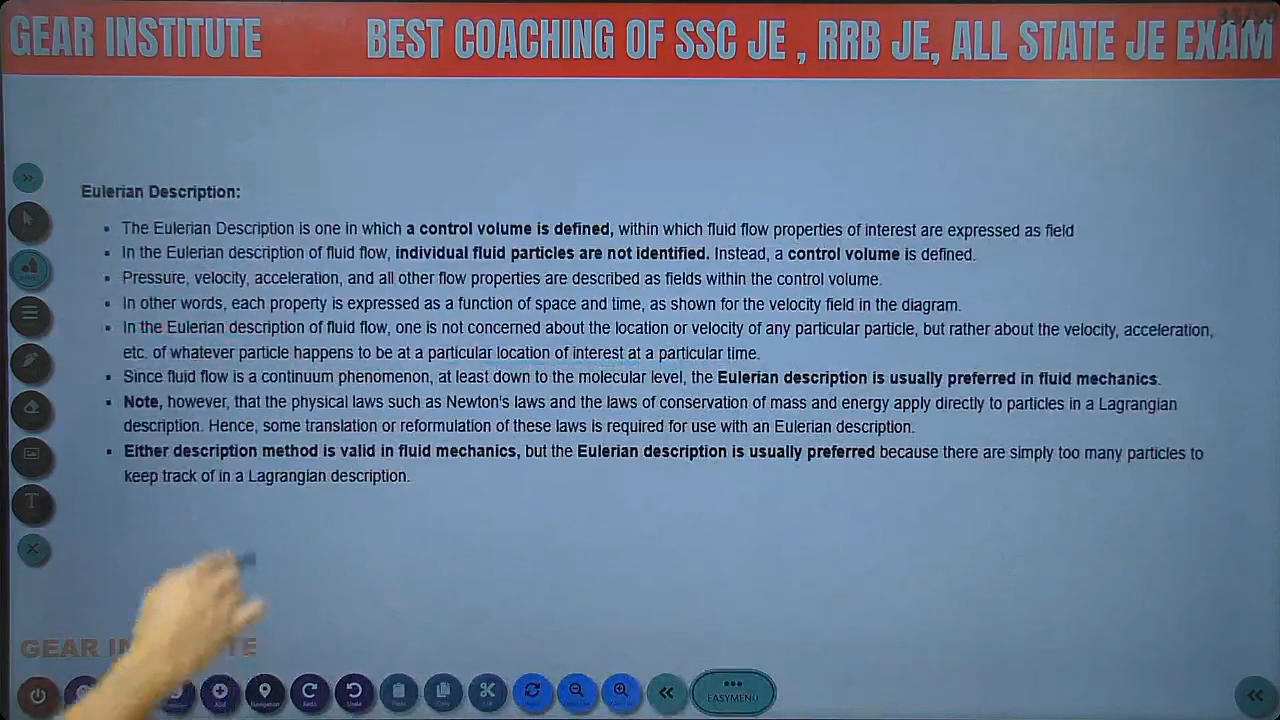 GEAR INSTITUTE BEST COACHING OF SSC JE , RRB JE, ALL STATE JE EXAM
Eulerian Description:
▪ The Eulerian Description is one in which a control volume is defined, within which fluid flow properties of interest are expressed as field
▪ In the Eulerian description of fluid flow, individual fluid particles are not identified. Instead, a control volume is defined.
▪ Pressure, velocity, acceleration, and all other flow properties are described as fields within the control volume.
▪ In other words, each property is expressed as a function of space and time, as shown for the velocity field in the diagram.
▪ In the Eulerian description of fluid flow, one is not concerned about the location or velocity of any particular particle, but rather about the velocity, acceleration,
etc. of whatever particle happens to be at a particular location of interest at a particular time.
▪ Since fluid flow is a continuum phenomenon, at least down to the molecular level, the Eulerian description is usually preferred in fluid mechanics.
▪ Note, however, that the physical laws such as Newton's laws and the laws of conservation of mass and energy apply directly to particles in a Lagrangian
description. Hence, some translation or reformulation of these laws is required for use with an Eulerian description.
▪ Either description method is valid in fluid mechanics, but the Eulerian description is usually preferred because there are simply too many particles to
keep track of in a Lagrangian description.
GEAR
Add Navigation Redo Undo
EASYMENU